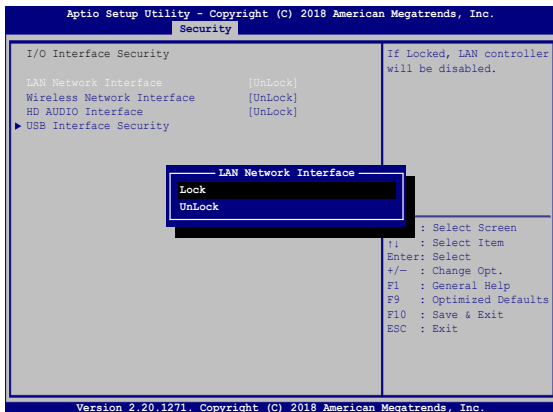 Aptio Setup Utility – Copyright (C) 2018 American Megatrends, Inc.
Security
I/O Interface Security
LAN Network Interface [UnLock]
Wireless Network Interface [UnLock]
HD AUDIO Interface [UnLock]
USB Interface Security
If Locked, LAN controller
will be disabled.
LAN Network Interface
Lock
UnLock
: Select Screen
↑↓ : Select Item
Enter: Select
+/— : Change Opt.
F1 : General Help
F9 : Optimized Defaults
F10 : Save & Exit
ESC : Exit
Version 2.20.1271. Copyright (C) 2018 American Megatrends, Inc.